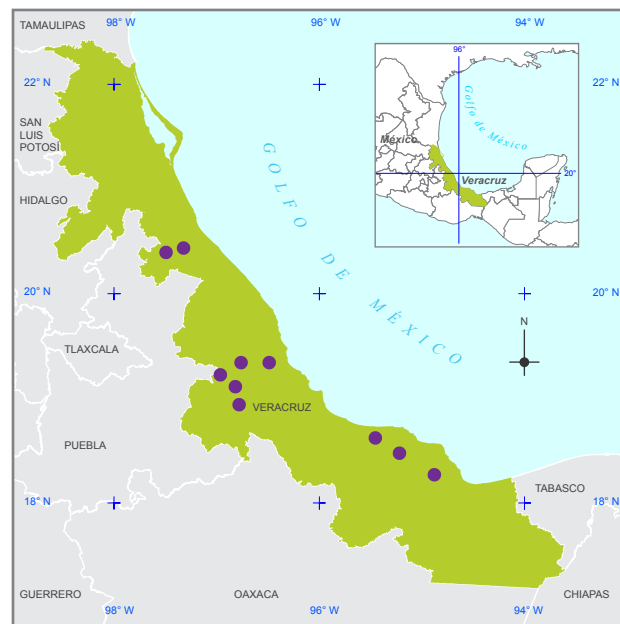 TAMAULIPAS
98° W
96° W
94° W
22° N
22° N
SAN
LUIS
POTOSÍ
HIDALGO
GOLFO DE MÉXICO
96°
Golfo de México
México
Veracruz
20°
20° N
20° N
N
TLAXCALA
VERACRUZ
PUEBLA
TABASCO
18° N
18° N
GUERRERO
OAXACA
CHIAPAS
98° W
96° W
94° W